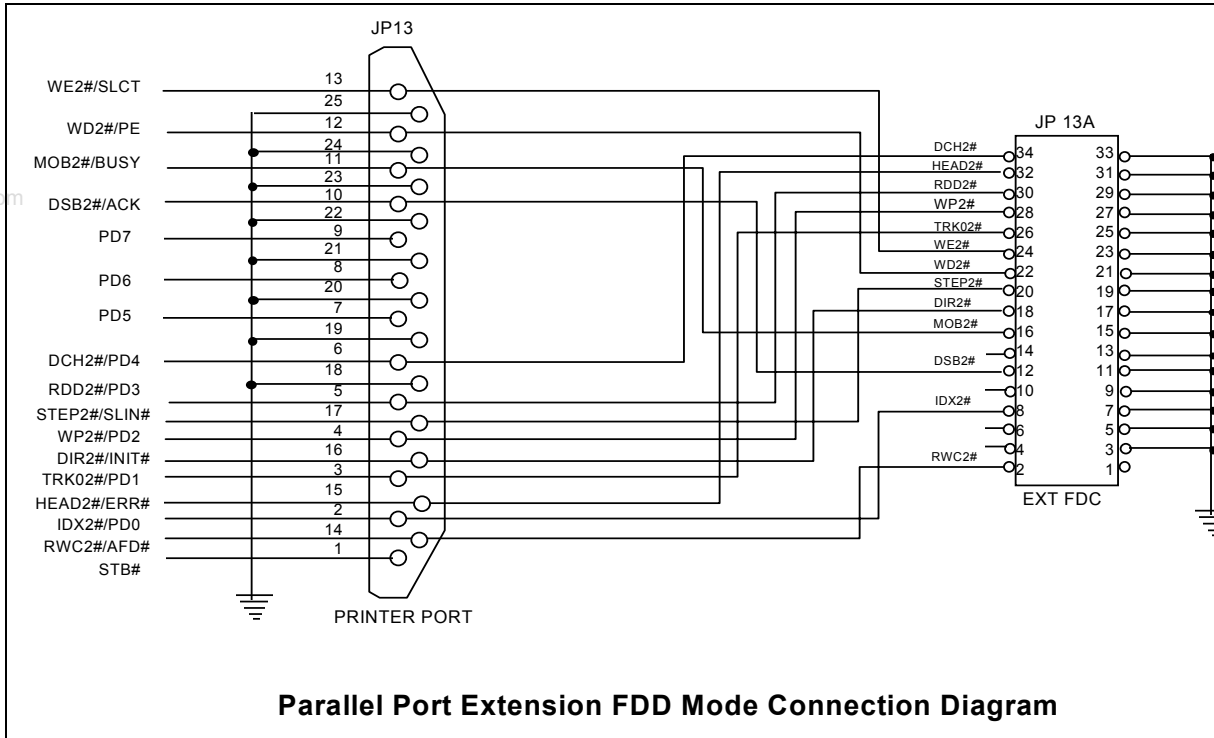 JP13
WE2#/SLCT
13
25
WD2#/PE
12
24
MOB2#/BUSY
11
23
DSB2#/ACK
10
22
PD7
9
21
PD6
8
20
PD5
7
19
DCH2#/PD4
6
18
RDD2#/PD3
5
STEP2#/SLIN#
17
WP2#/PD2
4
DIR2#/INIT#
16
TRK02#/PD1
3
HEAD2#/ERR#
15
IDX2#/PD0
2
RWC2#/AFD#
14
STB#
1
PRINTER PORT
JP 13A
DCH2# 34 33
HEAD2# 32 31
RDD2# 30 29
WP2# 28 27
TRK02# 26 25
WE2# 24 23
WD2# 22 21
STEP2# 20 19
DIR2# 18 17
MOB2# 16 15
14 13
DSB2# 12 11
10 9
IDX2# 8 7
6 5
4 3
RWC2# 2 1
EXT FDC
om
Parallel Port Extension FDD Mode Connection Diagram